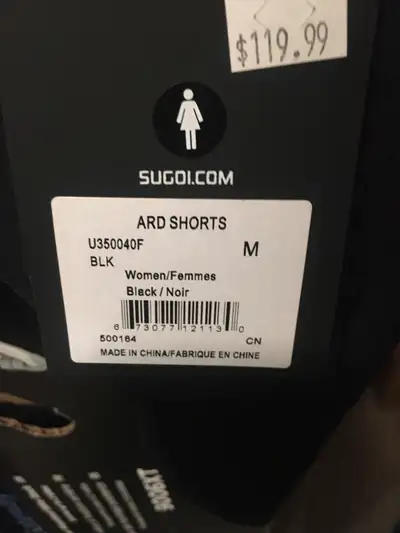 $119.99
SUGOI.COM
ARD SHORTS
U350040F M
BLK
Women/Femmes
Black / Noir
6 73077 12113 0
500164 CN
MADE IN CHINA/FABRIQUE EN CHINE